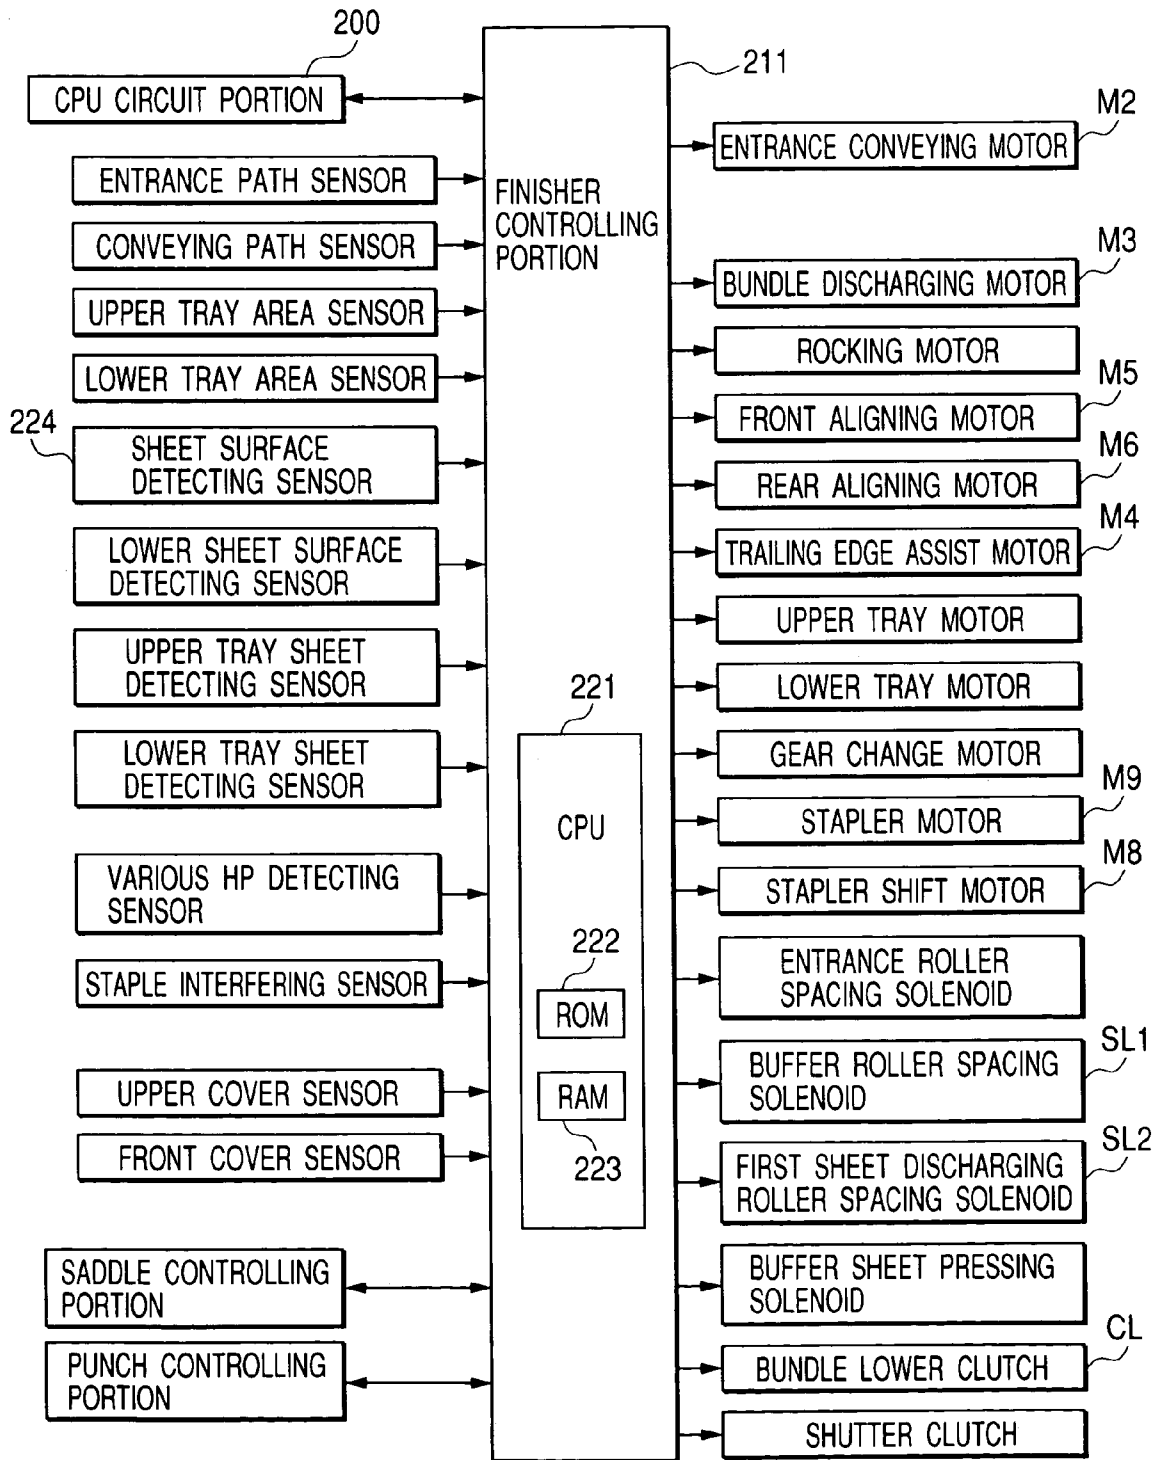 200
CPU CIRCUIT PORTION
ENTRANCE PATH SENSOR
CONVEYING PATH SENSOR
UPPER TRAY AREA SENSOR
LOWER TRAY AREA SENSOR
224
SHEET SURFACE
DETECTING SENSOR
LOWER SHEET SURFACE
DETECTING SENSOR
UPPER TRAY SHEET
DETECTING SENSOR
LOWER TRAY SHEET
DETECTING SENSOR
VARIOUS HP DETECTING
SENSOR
STAPLE INTERFERING SENSOR
UPPER COVER SENSOR
FRONT COVER SENSOR
SADDLE CONTROLLING
PORTION
PUNCH CONTROLLING
PORTION
211
FINISHER
CONTROLLING
PORTION
221
CPU
222
ROM
RAM
223
M2
ENTRANCE CONVEYING MOTOR
M3
BUNDLE DISCHARGING MOTOR
ROCKING MOTOR
M5
FRONT ALIGNING MOTOR
M6
REAR ALIGNING MOTOR
M4
TRAILING EDGE ASSIST MOTOR
UPPER TRAY MOTOR
LOWER TRAY MOTOR
GEAR CHANGE MOTOR
M9
STAPLER MOTOR
M8
STAPLER SHIFT MOTOR
ENTRANCE ROLLER
SPACING SOLENOID
SL1
BUFFER ROLLER SPACING
SOLENOID
SL2
FIRST SHEET DISCHARGING
ROLLER SPACING SOLENOID
BUFFER SHEET PRESSING
SOLENOID
CL
BUNDLE LOWER CLUTCH
SHUTTER CLUTCH